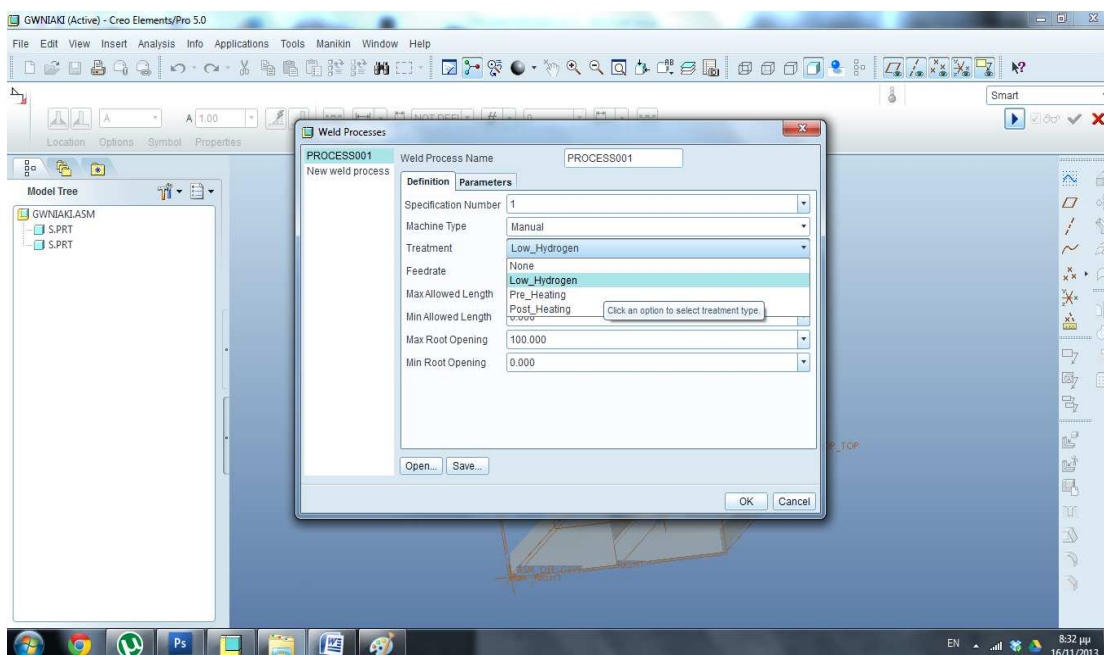 GWNIAKI (Active) - Creo Elements/Pro 5.0
File Edit View Insert Analysis Info Applications Tools Manikin Window Help
Smart
A
A 1.00
Location Options Symbol Properties
Model Tree
GWNIAKI.ASM
S.PRT
S.PRT
Weld Processes
PROCESS001
New weld process
Weld Process Name PROCESS001
Definition Parameters
Specification Number 1
Machine Type Manual
Treatment Low_Hydrogen
Feedrate
None
Low_Hydrogen
Max Allowed Length
Pre_Heating
Post_Heating
Click an option to select treatment type.
Min Allowed Length 0.000
Max Root Opening 100.000
Min Root Opening 0.000
Open... Save...
OK Cancel
EN
8:32 μμ
16/11/2013